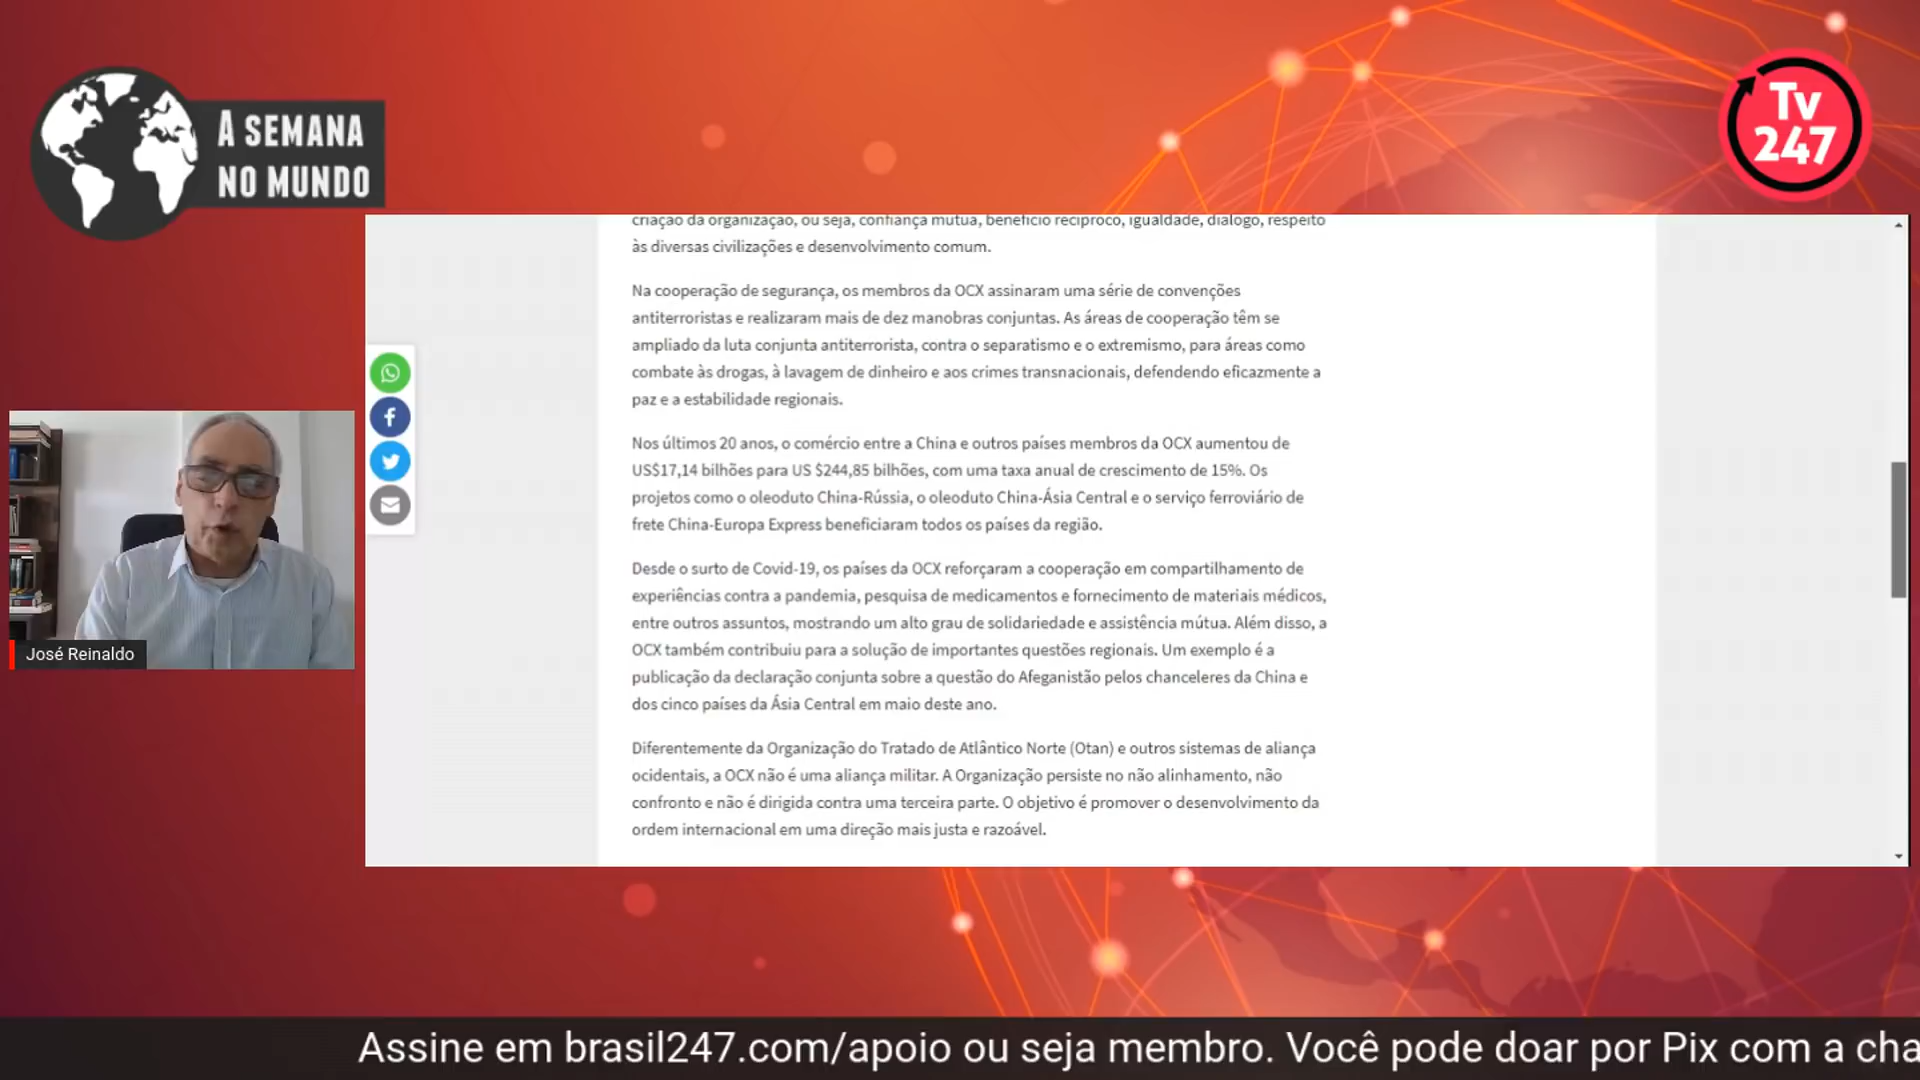 A SEMANA
NO MUNDO
Tv
247
criação da organização, ou seja, confiança mútua, benefício recíproco, igualdade, diálogo, respeito
às diversas civilizações e desenvolvimento comum.
Na cooperação de segurança, os membros da OCX assinaram uma série de convenções
antiterroristas e realizaram mais de dez manobras conjuntas. As áreas de cooperação têm se
ampliado da luta conjunta antiterrorista, contra o separatismo e o extremismo, para áreas como
combate às drogas, à lavagem de dinheiro e aos crimes transnacionais, defendendo eficazmente a
paz e a estabilidade regionais.
Nos últimos 20 anos, o comércio entre a China e outros países membros da OCX aumentou de
US$17,14 bilhões para US $244,85 bilhões, com uma taxa anual de crescimento de 15%. Os
projetos como o oleoduto China-Rússia, o oleoduto China-Ásia Central e o serviço ferroviário de
frete China-Europa Express beneficiaram todos os países da região.
Desde o surto de Covid-19, os países da OCX reforçaram a cooperação em compartilhamento de
experiências contra a pandemia, pesquisa de medicamentos e fornecimento de materiais médicos,
entre outros assuntos, mostrando um alto grau de solidariedade e assistência mútua. Além disso, a
OCX também contribuiu para a solução de importantes questões regionais. Um exemplo é a
publicação da declaração conjunta sobre a questão do Afeganistão pelos chanceleres da China e
dos cinco países da Ásia Central em maio deste ano.
Diferentemente da Organização do Tratado de Atlântico Norte (Otan) e outros sistemas de aliança
ocidentais, a OCX não é uma aliança militar. A Organização persiste no não alinhamento, não
confronto e não é dirigida contra uma terceira parte. O objetivo é promover o desenvolvimento da
ordem internacional em uma direção mais justa e razoável.
José Reinaldo
Assine em brasil247.com/apoio ou seja membro. Você pode doar por Pix com a cha